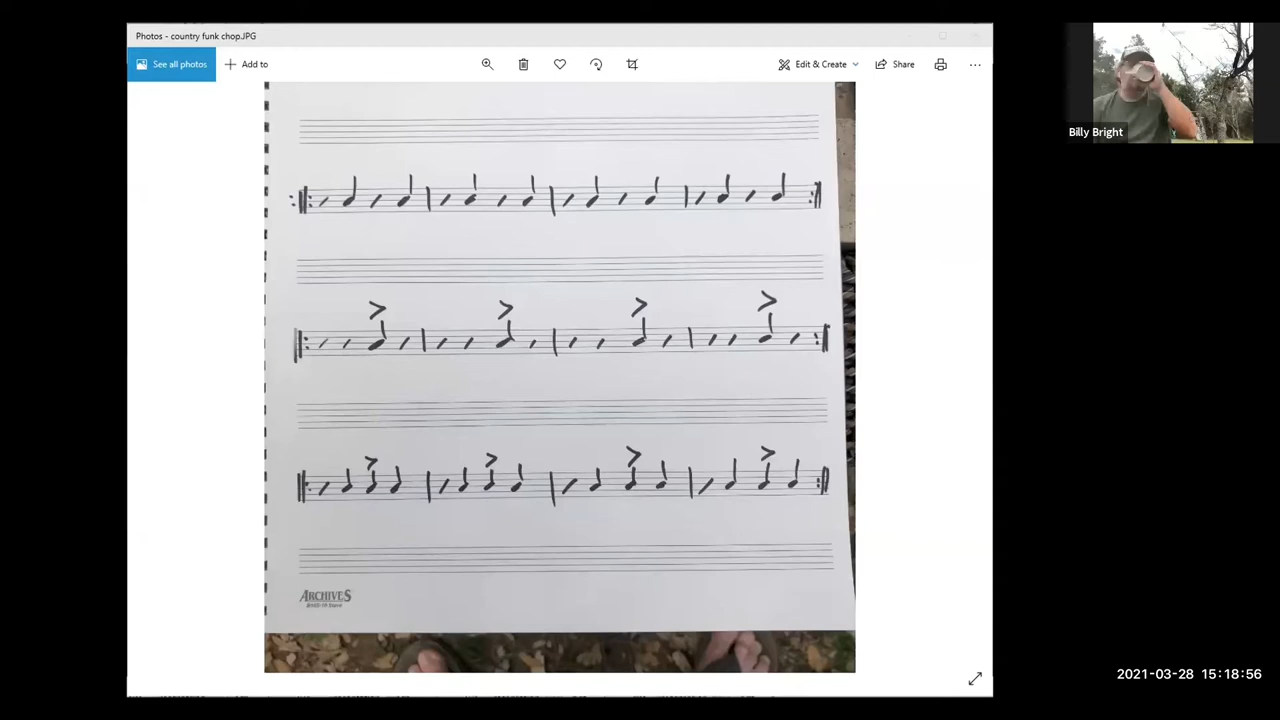 Photos - country funk chop.JPG
See all photos
Add to
Edit & Create
Share
Billy Bright
ARCHIVES
2021-03-28 15:18:56